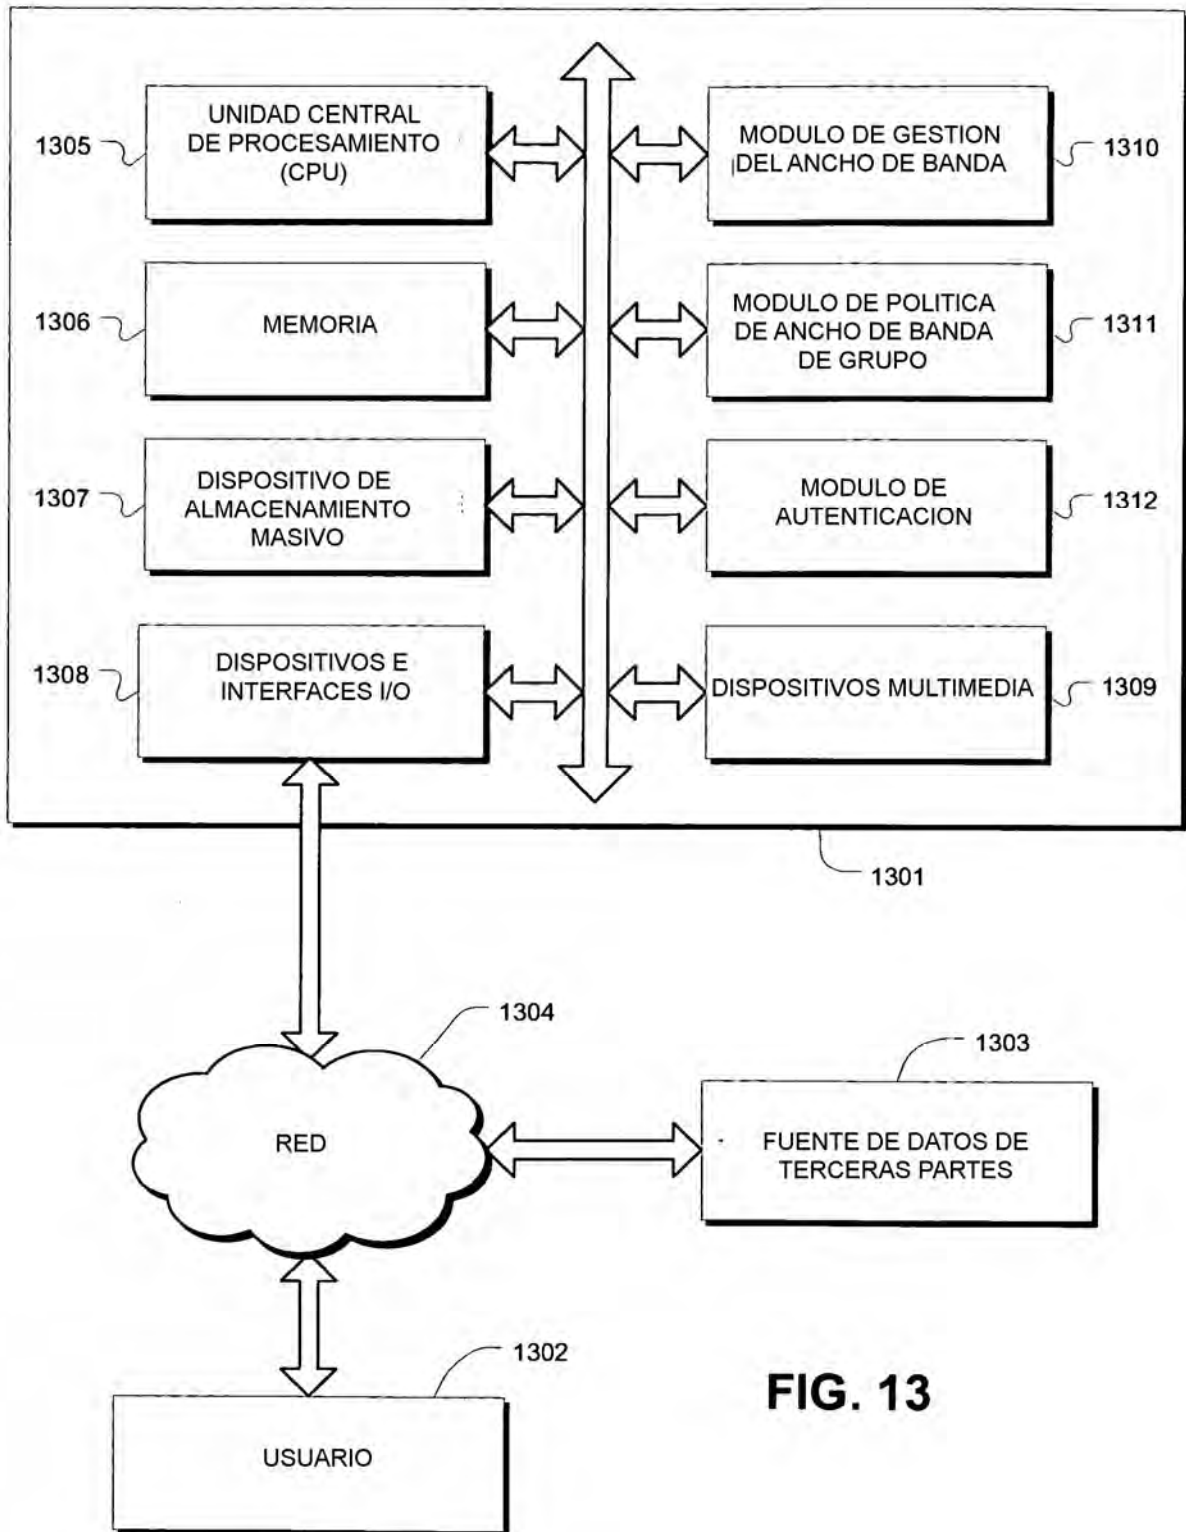 1305
UNIDAD CENTRAL
DE PROCESAMIENTO
(CPU)
MODULO DE GESTION
DEL ANCHO DE BANDA
1310
1306
MEMORIA
MODULO DE POLITICA
DE ANCHO DE BANDA
DE GRUPO
1311
1307
DISPOSITIVO DE
ALMACENAMIENTO
MASIVO
MODULO DE
AUTENTICACION
1312
1308
DISPOSITIVOS E
INTERFACES I/O
DISPOSITIVOS MULTIMEDIA
1309
1301
1304
RED
1303
FUENTE DE DATOS DE
TERCERAS PARTES
1302
USUARIO
FIG. 13